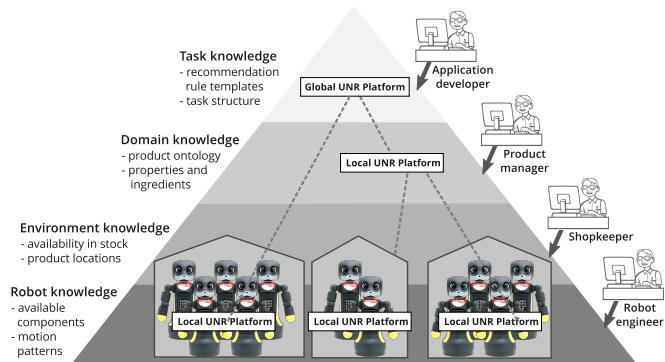 Task knowledge
- recommendation
rule templates
- task structure
Global UNR Platform
Application
developer
Domain knowledge
- product ontology
- properties and
ingredients
Local UNR Platform
Product
manager
Environment knowledge
- availability in stock
- product locations
Shopkeeper
Robot knowledge
- available
components
- motion
patterns
Local UNR Platform
Local UNR Platform
Local UNR Platform
Robot
engineer